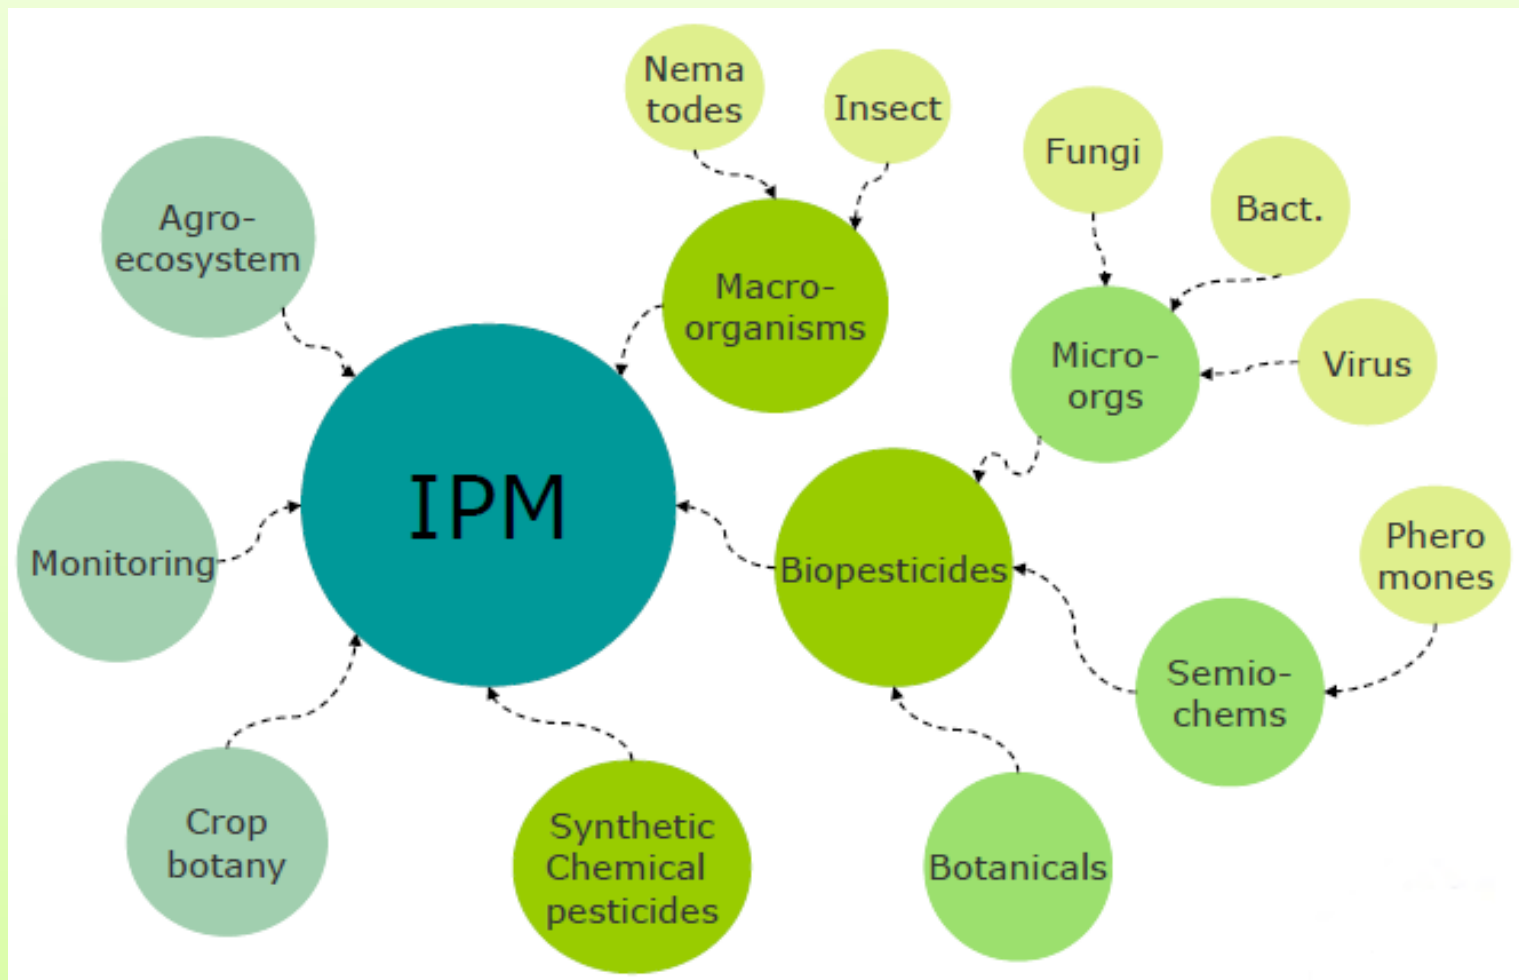 Nema
todes
Insect
Fungi
Bact.
Agro-
ecosystem
Macro-
organisms
Micro-
orgs
Virus
IPM
Monitoring
Biopesticides
Phero
mones
Semio-
chems
Crop
botany
Synthetic
Chemical
pesticides
Botanicals